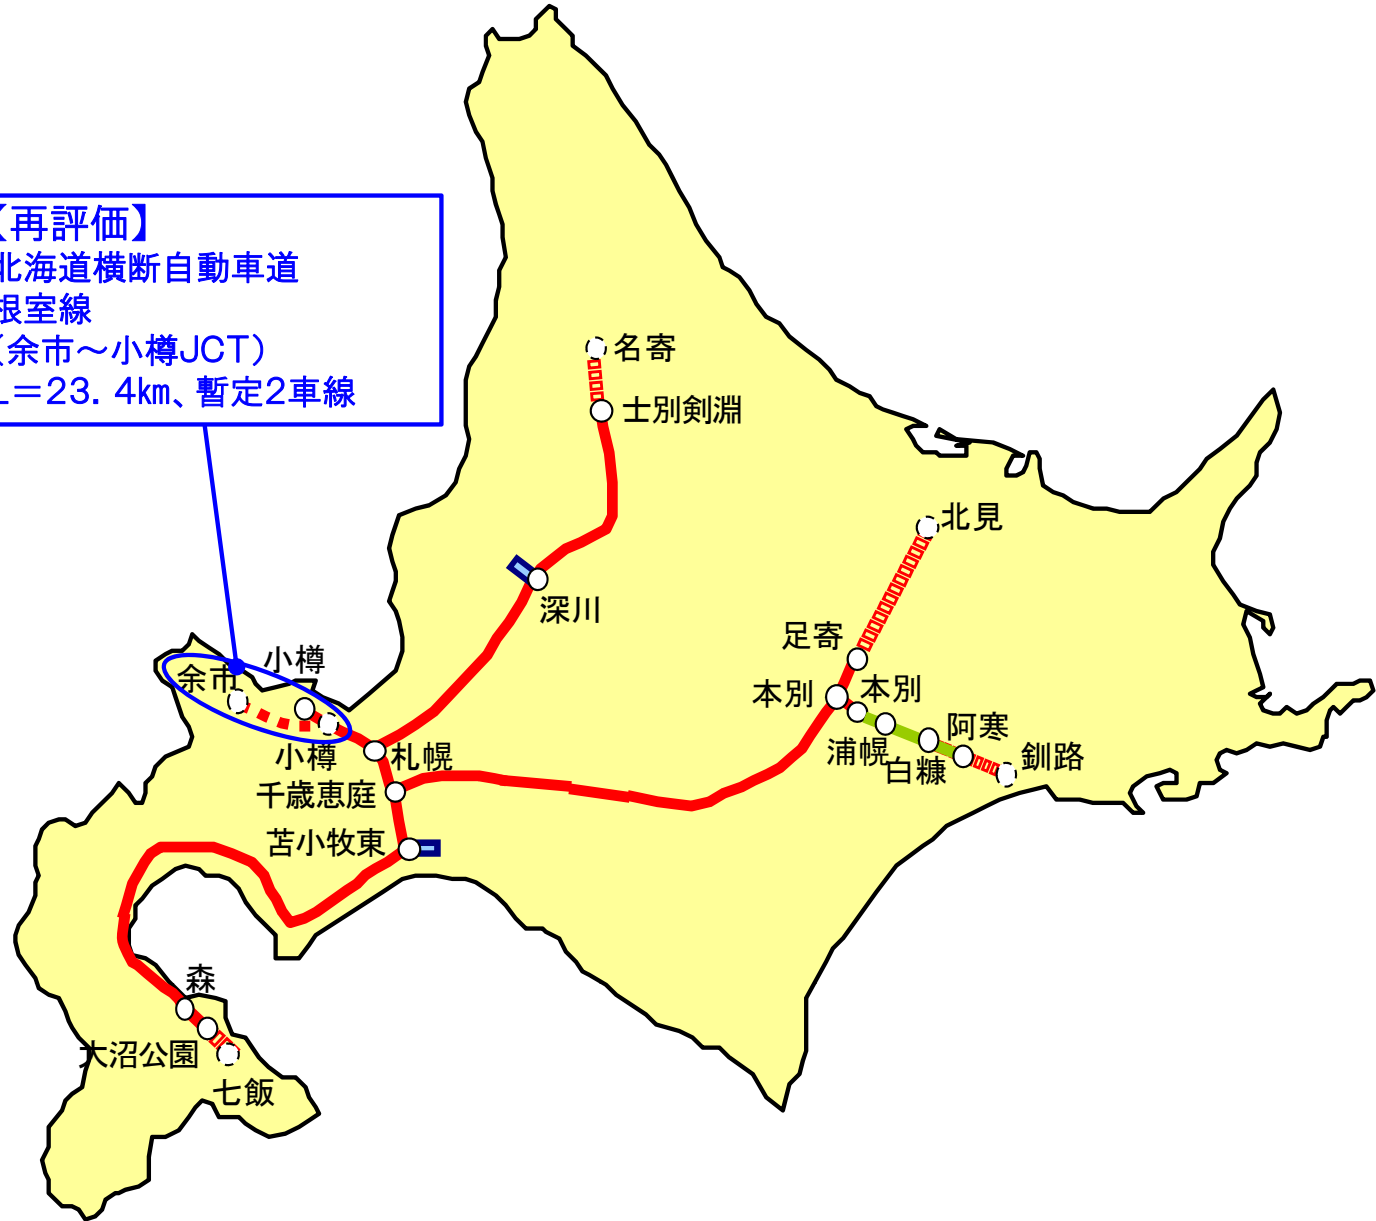 【再評価】
北海道横断自動車道
根室線
（余市～小樽JCT）
L＝23．4km、暫定2車線
名寄
士別剣淵
北見
深川
足寄
小樽
余市
本別
本別
阿寒
浦幌
釧路
小樽
札幌
白糠
千歳恵庭
苫小牧東
森
大沼公園
七飯